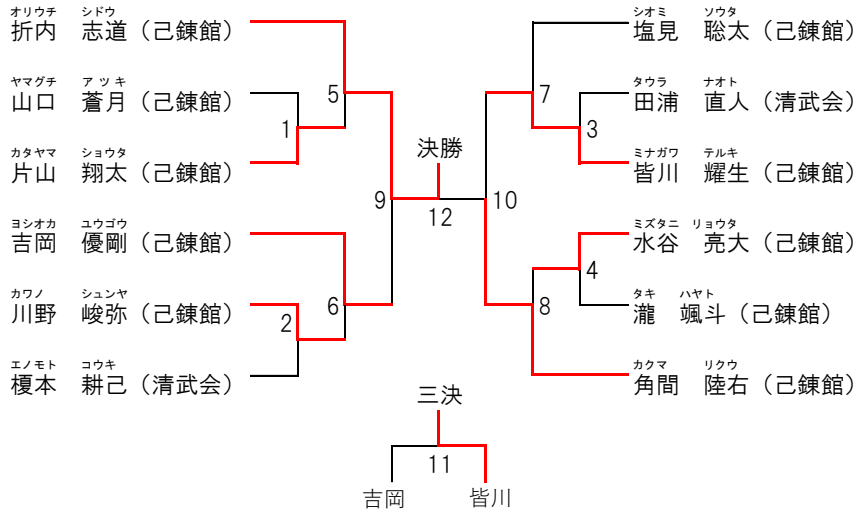 オリウチ　シドウ
折内　志道（己錬館）
ヤマグチ　アツキ
山口　蒼月（己錬館）
カタヤマ　ショウタ
片山　翔太（己錬館）
ヨシオカ　ユウゴウ
吉岡　優剛（己錬館）
カワノ　シュンヤ
川野　峻弥（己錬館）
エノモト　コウキ
榎本　耕己（清武会）
1
2
5
6
9
決勝
12
10
7
8
3
4
シオミ　ソウタ
塩見　聡太（己錬館）
タウラ　ナオト
田浦　直人（清武会）
ミナガワ　テルキ
皆川　耀生（己錬館）
ミズタニ　リョウタ
水谷　亮大（己錬館）
タキ　ハヤト
瀧　颯斗（己錬館）
カクマ　リクウ
角間　陸右（己錬館）
三決
11
吉岡　皆川